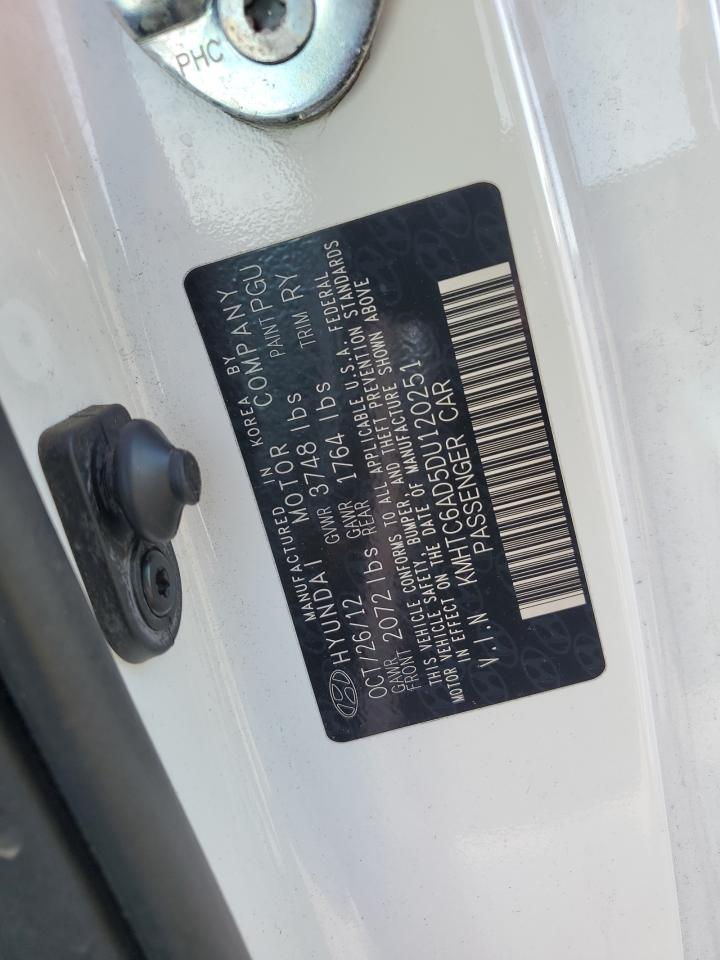 PHC
MANUFACTURED IN KOREA BY
HYUNDAI MOTOR COMPANY
OCT/26/12 GVWR 3748 lbs PAINT PGU
GAWR FRONT 2072 lbs GAWR REAR 1764 lbs TRIM RY
THIS VEHICLE CONFORMS TO ALL APPLICABLE U.S.A. FEDERAL
MOTOR VEHICLE SAFETY BUMPER, AND THEFT PREVENTION STANDARDS
IN EFFECT ON THE DATE OF MANUFACTURE SHOWN ABOVE
V.I.N KMHTC6AD5DU120251
PASSENGER CAR